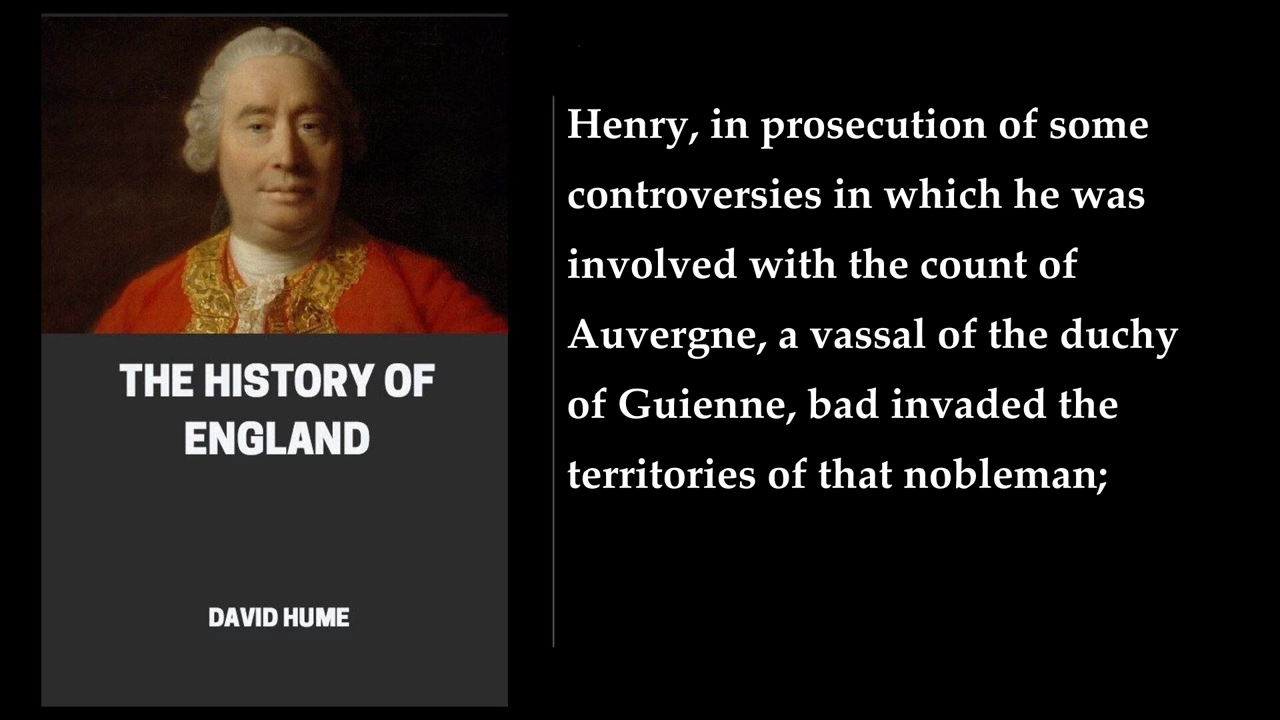 THE HISTORY OF
ENGLAND
DAVID HUME
Henry, in prosecution of some
controversies in which he was
involved with the count of
Auvergne, a vassal of the duchy
of Guienne, bad invaded the
territories of that nobleman;